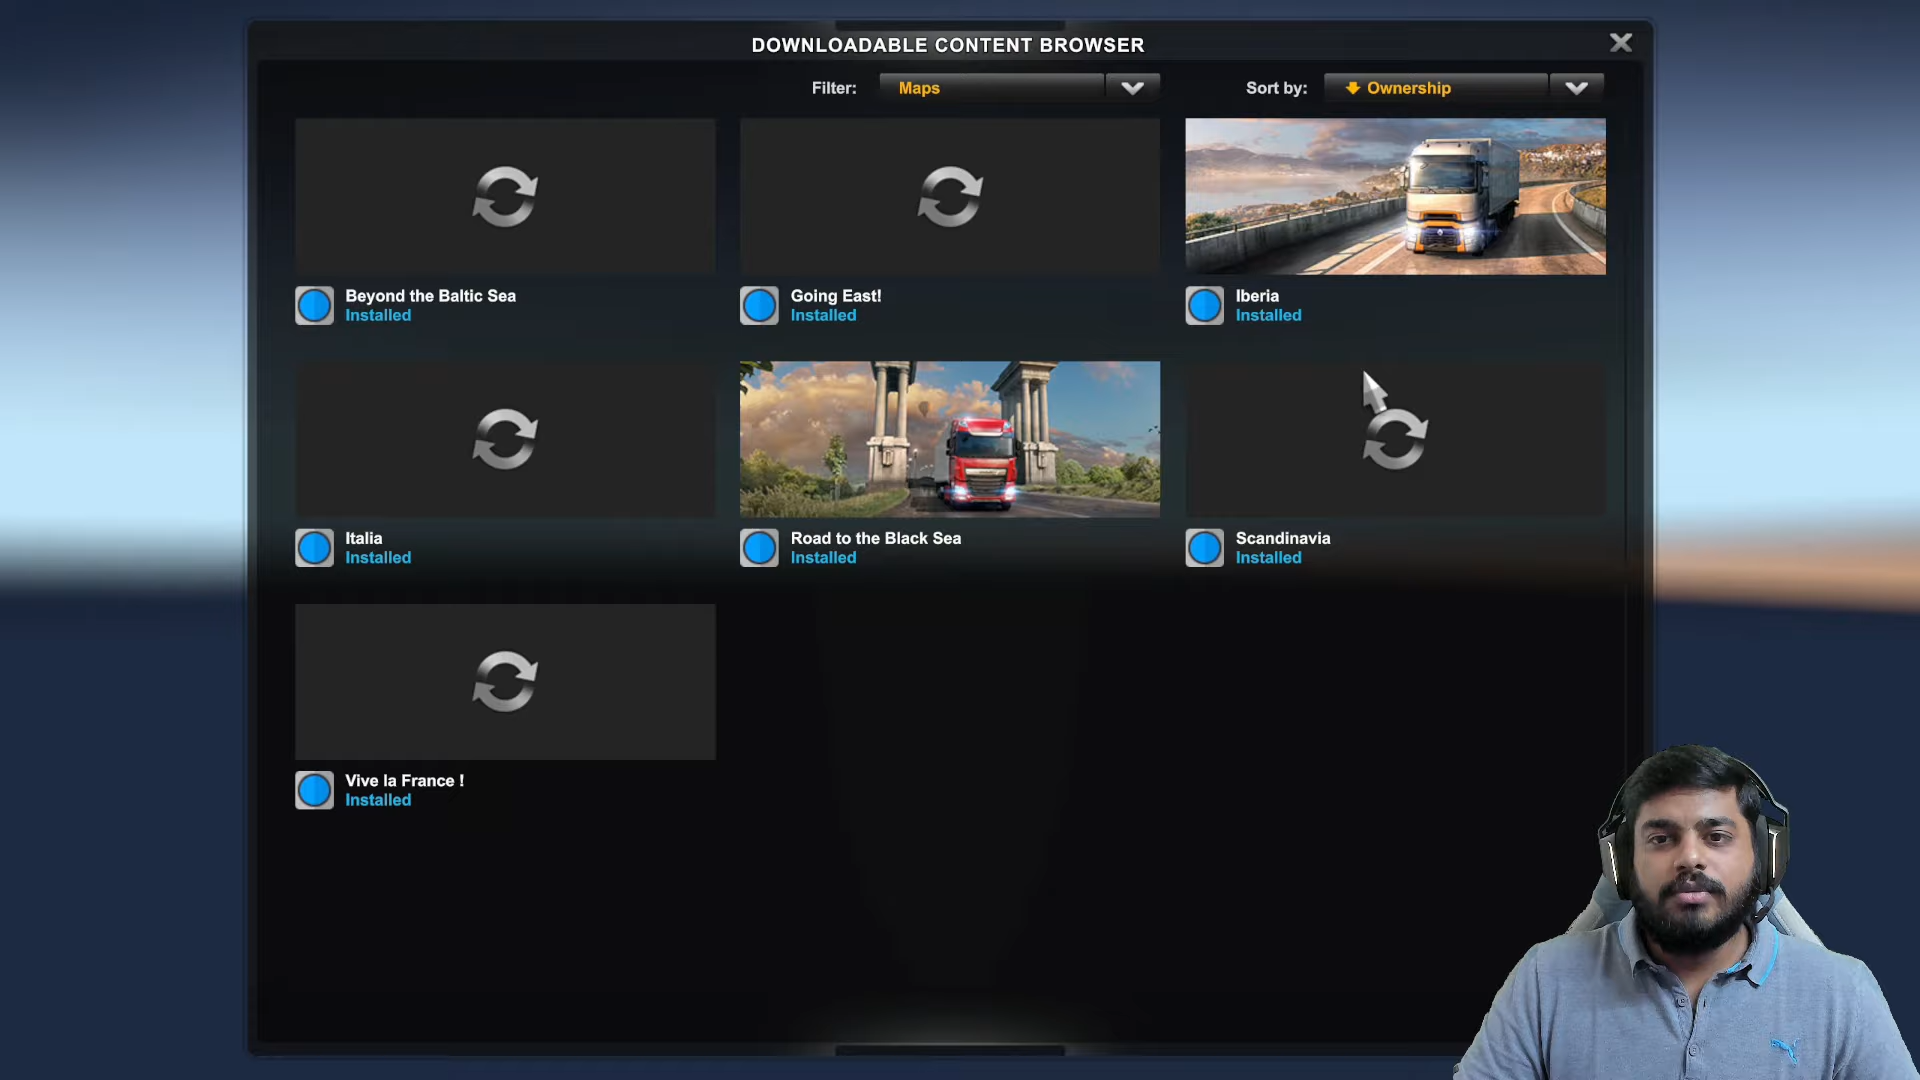 DOWNLOADABLE CONTENT BROWSER
Filter: Maps
Sort by: Ownership
Beyond the Baltic Sea
Installed
Going East!
Installed
Iberia
Installed
Italia
Installed
Road to the Black Sea
Installed
Scandinavia
Installed
Vive la France !
Installed